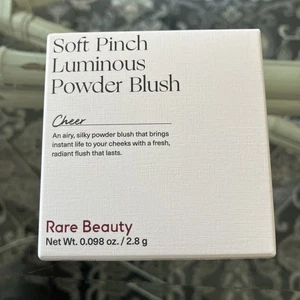 Soft Pinch
Luminous
Powder Blush
Cheer
An airy, silky powder blush that brings
instant life to your cheeks with a fresh,
radiant flush that lasts.
Rare Beauty
Net Wt. 0.098 oz. / 2.8 g